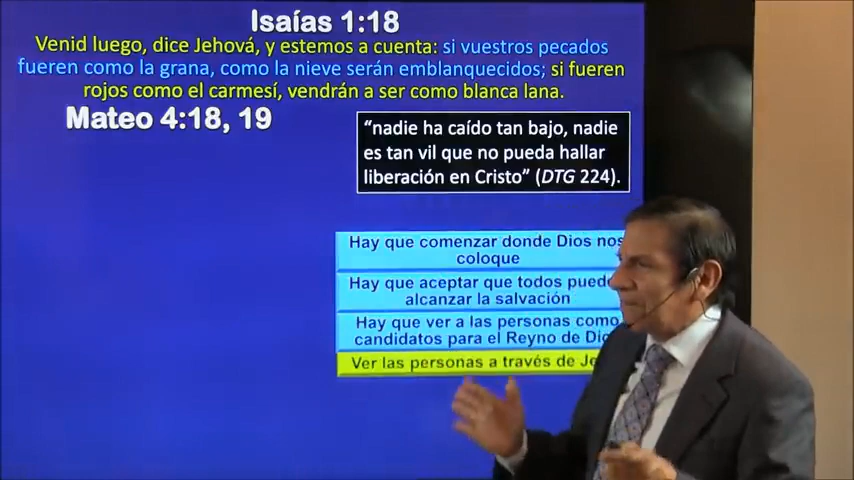 Isaías 1:18
Venid luego, dice Jehová, y estemos a cuenta: si vuestros pecados
fueren como la grana, como la nieve serán emblanquecidos; si fueren
rojos como el carmesí, vendrán a ser como blanca lana.
Mateo 4:18, 19
“nadie ha caído tan bajo, nadie
es tan vil que no pueda hallar
liberación en Cristo” (DTG 224).
Hay que comenzar donde Dios nos
coloque
Hay que aceptar que todos
alcanzar la salvación
Hay que ver a las personas como
candidatos para el Reyno de
Ver las personas a través de